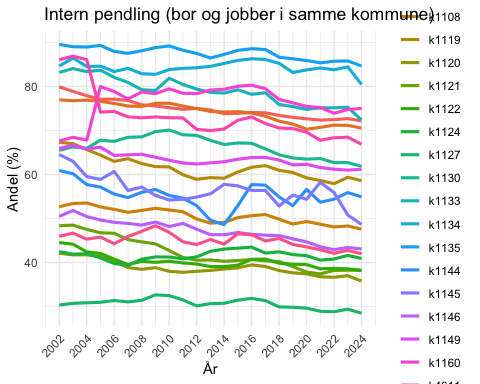 Intern pendling (bor og jobber i samme kommune)
Andel (%)
80
60
40
2002
2004
2006
2008
2010
2012
2014
2016
2018
2020
2022
2024
År
k1108
k1119
k1120
k1121
k1122
k1124
k1127
k1130
k1133
k1134
k1135
k1144
k1145
k1146
k1149
k1160